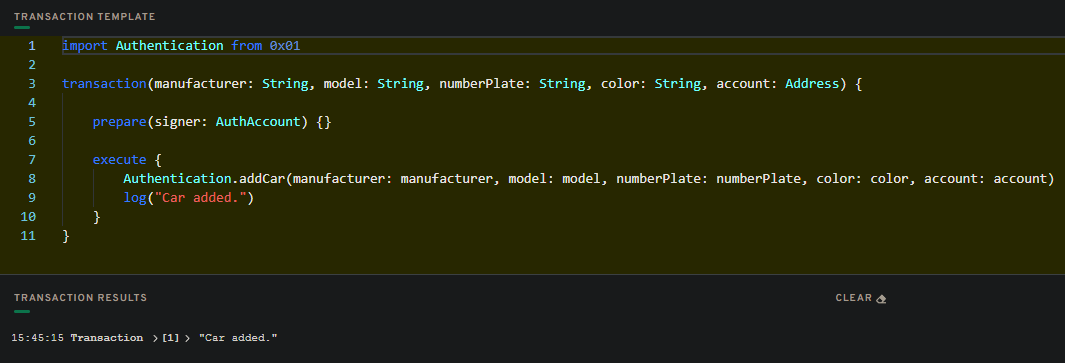 TRANSACTION TEMPLATE
1 import Authentication from 0x01
2
3 transaction(manufacturer: String, model: String, numberPlate: String, color: String, account: Address) {
4
5     prepare(signer: AuthAccount) {}
6
7     execute {
8         Authentication.addCar(manufacturer: manufacturer, model: model, numberPlate: numberPlate, color: color, account: account)
9         log("Car added.")
10     }
11 }
TRANSACTION RESULTS CLEAR
15:45:15 Transaction > [1] > "Car added."